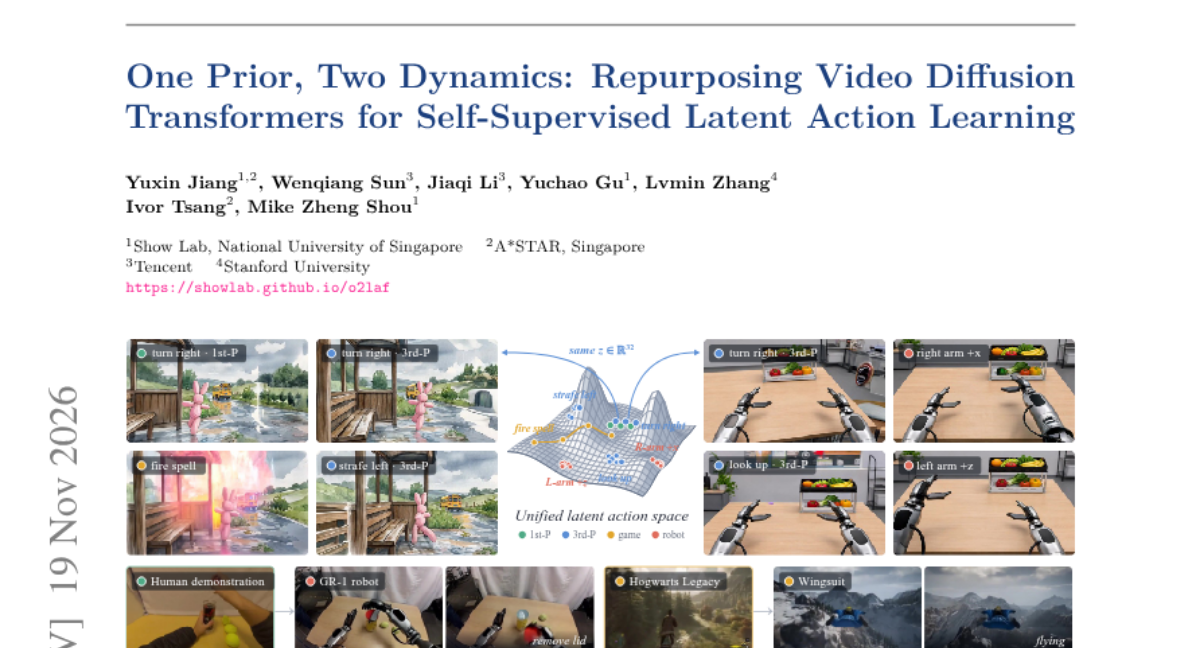 One Prior, Two Dynamics: Repurposing Video Diffusion
Transformers for Self-Supervised Latent Action Learning
Yuxin Jiang1,2, Wenqiang Sun3, Jiaqi Li3, Yuchao Gu1, Lvmin Zhang4
Ivor Tsang2, Mike Zheng Shou1
1Show Lab, National University of Singapore 2A*STAR, Singapore
3Tencent 4Stanford University
https://showlab.github.io/o2laf
V] 19 Nov 2026
turn right · 1st-P
turn right · 3rd-P
same z ∈ ℝ32
turn right · 3rd-P
right arm +x
fire spell
strafe left · 3rd-P
look up · 3rd-P
left arm +z
fire
L-arm
Unified latent action space
1st-P 3rd-P game robot
Human demonstration
GR-1 robot
remove lid
Hogwarts Legacy
Wingsuit
flying